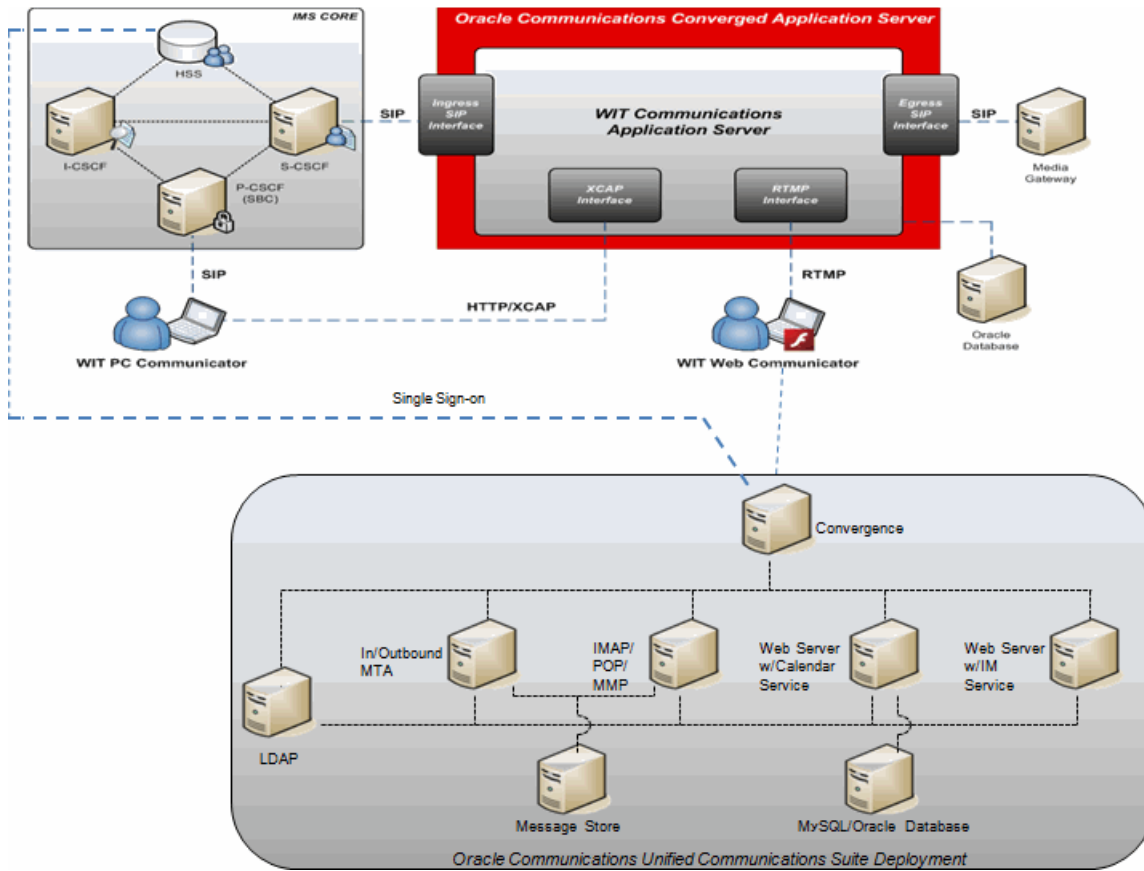 IMS CORE
HSS
I-CSCF
S-CSCF
P-CSCF
(SBC)
SIP
Oracle Communications Converged Application Server
Ingress
SIP
Interface
WIT Communications
Application Server
Egress
SIP
Interface
SIP
Media
Gateway
XCAP
Interface
RTMP
Interface
SIP
HTTP/XCAP
RTMP
Oracle
Database
WIT PC Communicator
WIT Web Communicator
Single Sign-on
Convergence
In/Outbound
MTA
IMAP/
POP/
MMP
Web Server
w/Calendar
Service
Web Server
w/IM
Service
LDAP
Message Store
MySQL/Oracle Database
Oracle Communications Unified Communications Suite Deployment